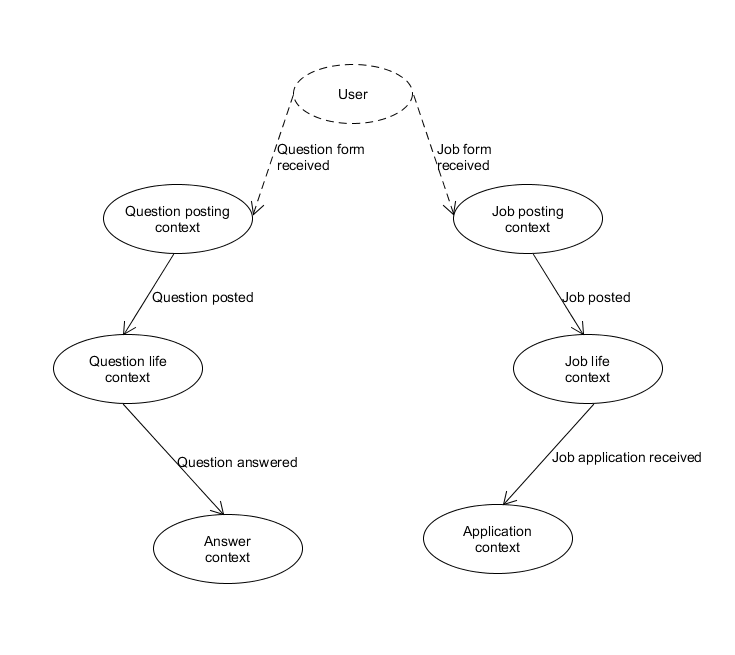 User
Question form
received
Job form
received
Question posting
context
Job posting
context
Question posted
Job posted
Question life
context
Job life
context
Question answered
Job application received
Answer
context
Application
context